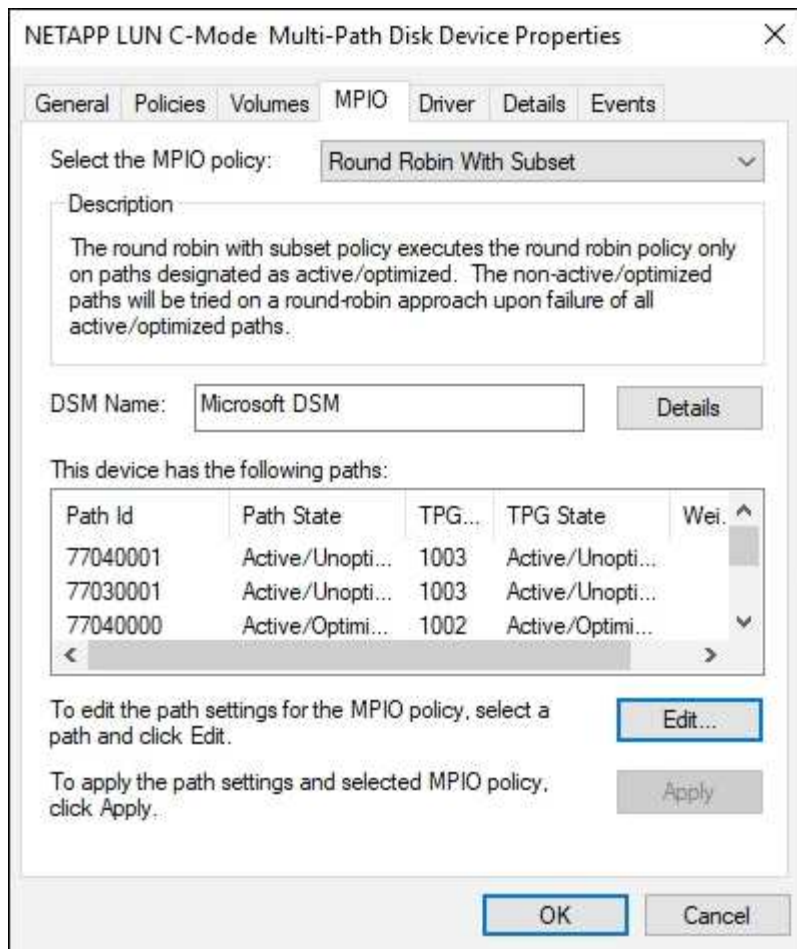 NETAPP LUN C-Mode  Multi-Path Disk Device Properties
General Policies Volumes MPIO Driver Details Events
Select the MPIO policy: Round Robin With Subset
Description
The round robin with subset policy executes the round robin policy only
on paths designated as active/optimized.  The non-active/optimized
paths will be tried on a round-robin approach upon failure of all
active/optimized paths.
DSM Name: Microsoft DSM Details
This device has the following paths:
Path Id Path State TPG... TPG State Wei.
77040001 Active/Unopti... 1003 Active/Unopti...
77030001 Active/Unopti... 1003 Active/Unopti...
77040000 Active/Optimi... 1002 Active/Optimi...
To edit the path settings for the MPIO policy, select a
path and click Edit.
Edit...
To apply the path settings and selected MPIO policy,
click Apply.
Apply
OK Cancel